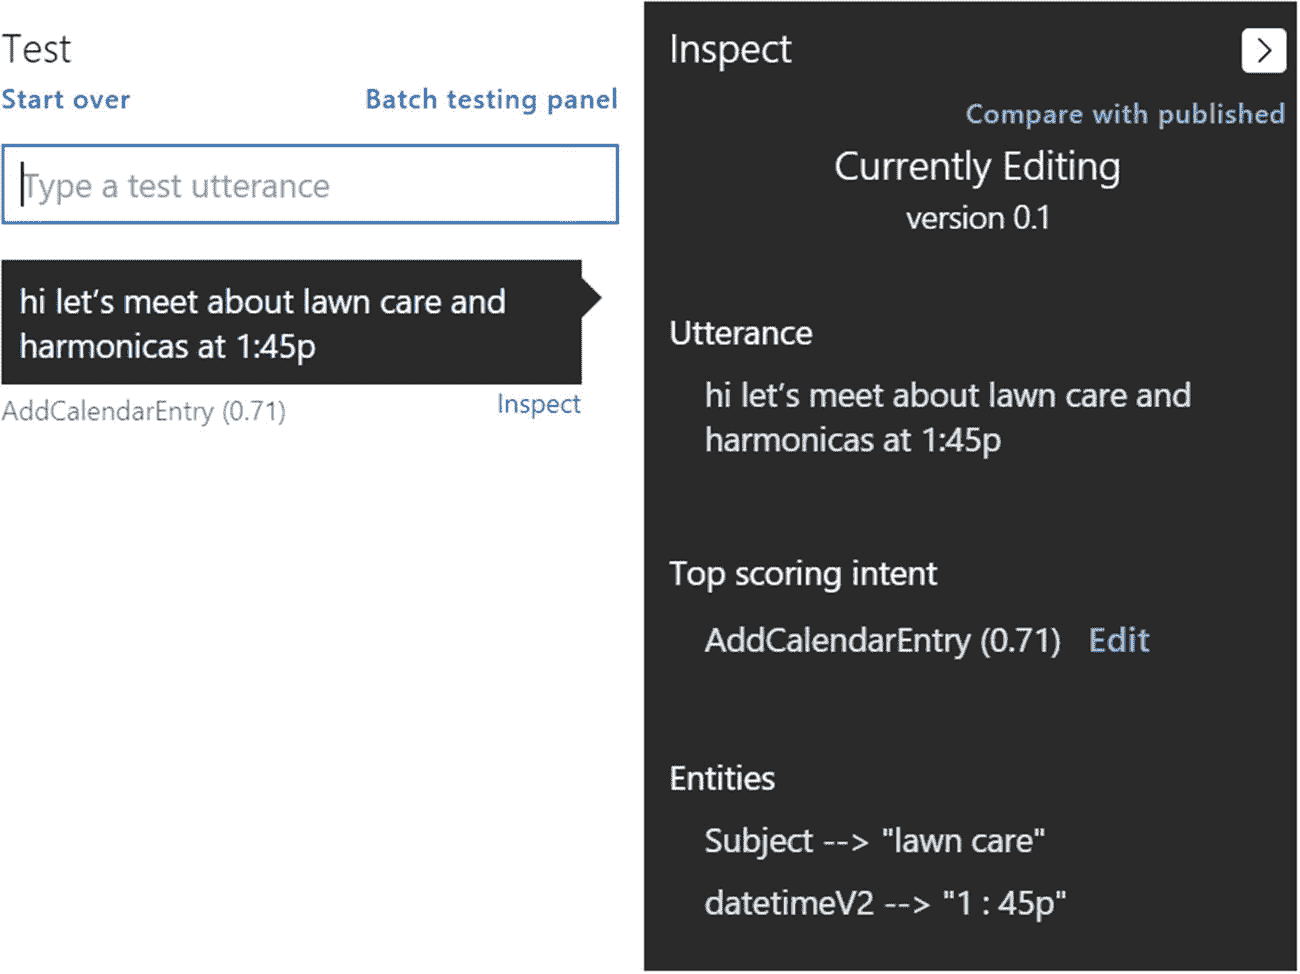 Test
Start over
Batch testing panel
Type a test utterance
hi let's meet about lawn care and
harmonicas at 1:45p
AddCalendarEntry (0.71)
Inspect
Inspect
Compare with published
Currently Editing
version 0.1
Utterance
hi let's meet about lawn care and
harmonicas at 1:45p
Top scoring intent
AddCalendarEntry (0.71) Edit
Entities
Subject --> "lawn care"
datetimeV2 --> "1 : 45p"